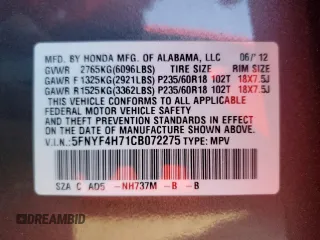 MFD. BY HONDA MFG. OF ALABAMA, LLC 06/'12
GVWR 2765KG(6096LBS) TIRE SIZE RIM SIZE
GAWR F 1325KG(2921LBS) P235/60R18 102T 18X7.5J
GAWR R 1525KG(3362LBS) P235/60R18 102T 18X7.5J
THIS VEHICLE CONFORMS TO ALL APPLICABLE
FEDERAL MOTOR VEHICLE SAFETY STANDARDS
IN EFFECT ON THE DATE OF MANUFACTURE
SHOWN ABOVE.
V.I.N.: 5FNYF4H71CB072275 TYPE: MPV
SZA C AD5 -NH737M -B -B
DREAMBID